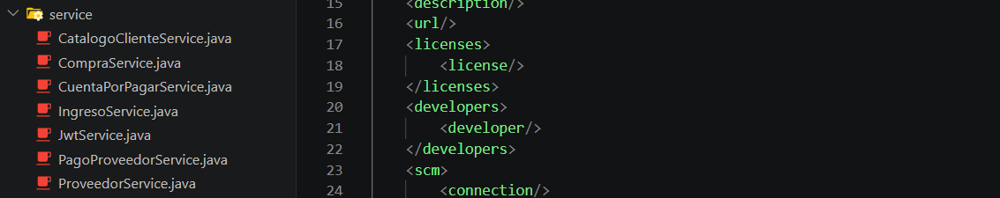 service
CatalogoClienteService.java
CompraService.java
CuentaPorPagarService.java
IngresoService.java
JwtService.java
PagoProveedorService.java
ProveedorService.java
15 <description/>
16 <url/>
17 <licenses>
18 <license/>
19 </licenses>
20 <developers>
21 <developer/>
22 </developers>
23 <scm>
24 <connection/>